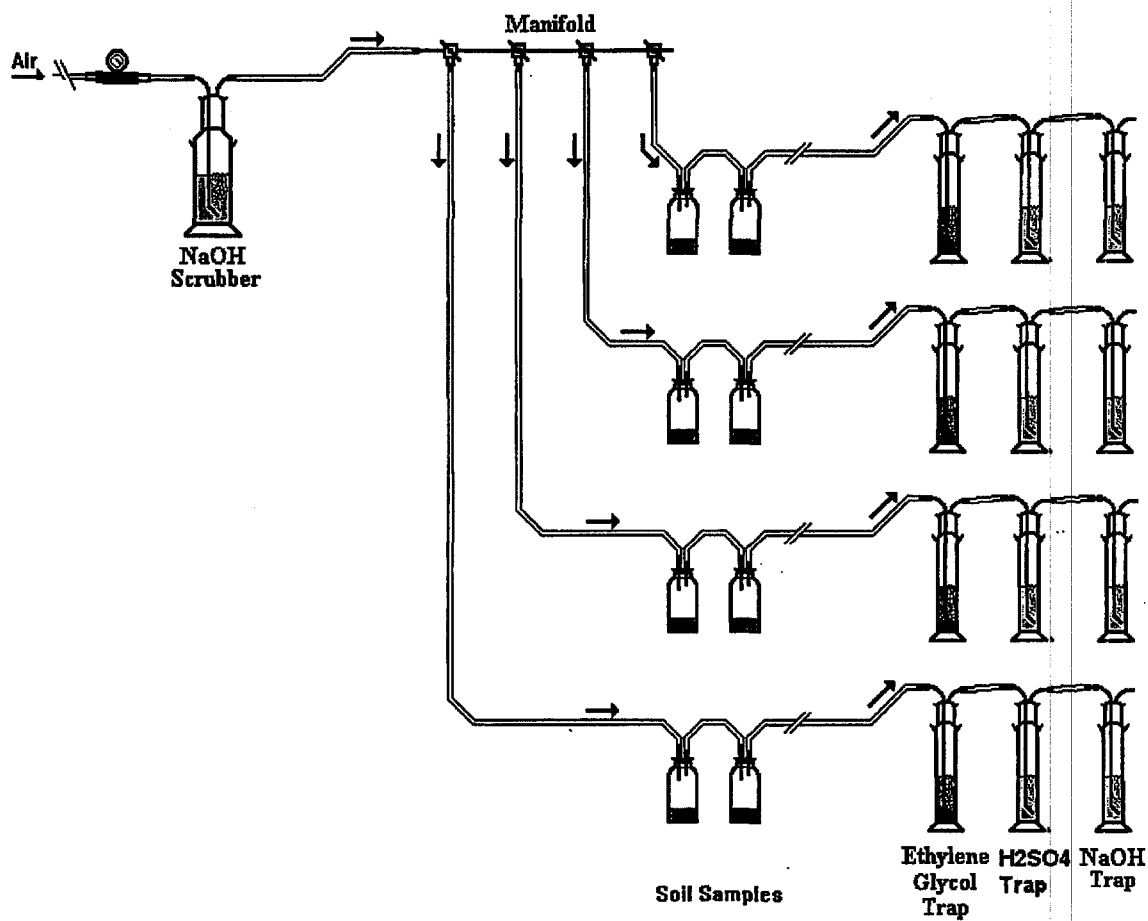 Manifold
Air
NaOH
Scrubber
Ethylene
Glycol
Trap
H2SO4
Trap
NaOH
Trap
Soil Samples